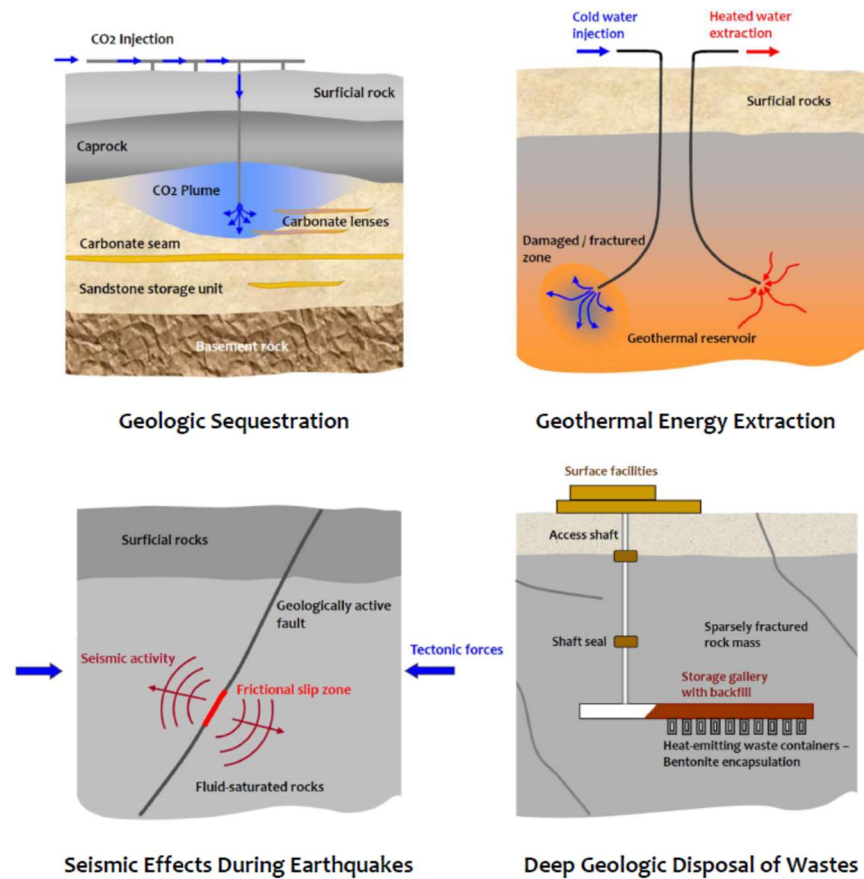 CO2 Injection
Surficial rock
Caprock
CO2 Plume
Carbonate lenses
Carbonate seam
Sandstone storage unit
Basement rock
Geologic Sequestration
Cold water
injection
Heated water
extraction
Surficial rocks
Damaged / fractured
zone
Geothermal reservoir
Geothermal Energy Extraction
Surficial rocks
Geologically active
fault
Seismic activity
Tectonic forces
Frictional slip zone
Fluid-saturated rocks
Seismic Effects During Earthquakes
Surface facilities
Access shaft
Shaft seal
Sparsely fractured
rock mass
Storage gallery
with backfill
Heat-emitting waste containers –
Bentonite encapsulation
Deep Geologic Disposal of Wastes